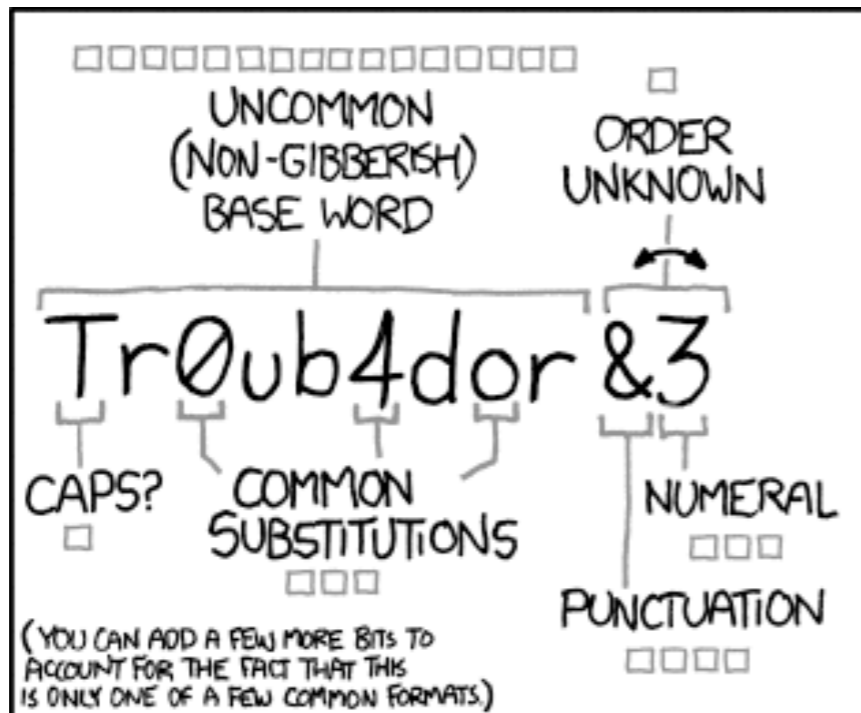 UNCOMMON
(NON-GIBBERISH)
BASE WORD
ORDER
UNKNOWN
Tr0ub4dor &3
CAPS?
COMMON
SUBSTITUTIONS
NUMERAL
PUNCTUATION
(YOU CAN ADD A FEW MORE BITS TO
ACCOUNT FOR THE FACT THAT THIS
IS ONLY ONE OF A FEW COMMON FORMATS.)